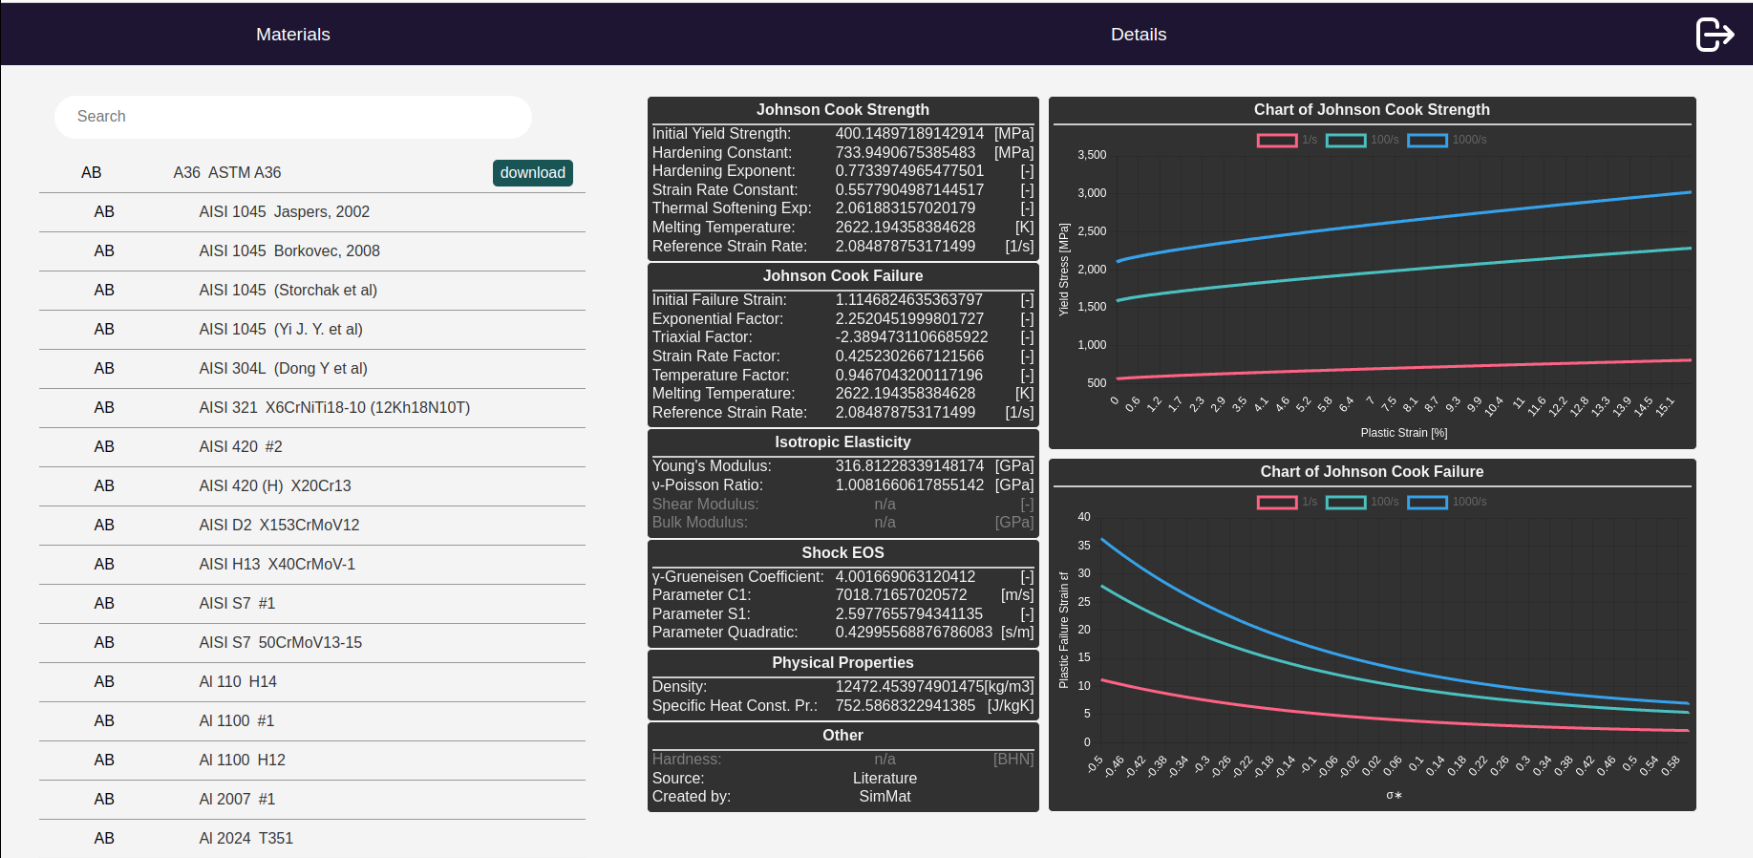 Materials
Details
Search
AB A36 ASTM A36 download
AB AISI 1045 Jaspers, 2002
AB AISI 1045 Borkovec, 2008
AB AISI 1045 (Storchak et al)
AB AISI 1045 (Yi J. Y. et al)
AB AISI 304L (Dong Y et al)
AB AISI 321 X6CrNiTi18-10 (12Kh18N10T)
AB AISI 420 #2
AB AISI 420 (H) X20Cr13
AB AISI D2 X153CrMoV12
AB AISI H13 X40CrMoV-1
AB AISI S7 #1
AB AISI S7 50CrMoV13-15
AB Al 110 H14
AB Al 1100 #1
AB Al 1100 H12
AB Al 2007 #1
AB Al 2024 T351
Johnson Cook Strength
Initial Yield Strength: 400.14897189142914 [MPa]
Hardening Constant: 733.9490675385483 [MPa]
Hardening Exponent: 0.7733974965477501 [-]
Strain Rate Constant: 0.5577904987144517 [-]
Thermal Softening Exp: 2.061883157020179 [-]
Melting Temperature: 2622.194358384628 [K]
Reference Strain Rate: 2.084878753171499 [1/s]
Johnson Cook Failure
Initial Failure Strain: 1.1146824635363797 [-]
Exponential Factor: 2.2520451999801727 [-]
Triaxial Factor: -2.3894731106685922 [-]
Strain Rate Factor: 0.4252302667121566 [-]
Temperature Factor: 0.9467043200117196 [-]
Melting Temperature: 2622.194358384628 [K]
Reference Strain Rate: 2.084878753171499 [1/s]
Isotropic Elasticity
Young's Modulus: 316.81228339148174 [GPa]
ν-Poisson Ratio: 1.0081660617855142 [GPa]
Shear Modulus: n/a [-]
Bulk Modulus: n/a [GPa]
Shock EOS
γ-Grueneisen Coefficient: 4.001669063120412 [-]
Parameter C1: 7018.71657020572 [m/s]
Parameter S1: 2.5977655794341135 [-]
Parameter Quadratic: 0.42995568876786083 [s/m]
Physical Properties
Density: 12472.453974901475[kg/m3]
Specific Heat Const. Pr.: 752.5868322941385 [J/kgK]
Other
Hardness: n/a [BHN]
Source: Literature
Created by: SimMat
Chart of Johnson Cook Strength
1/s 100/s 1000/s
3,500
3,000
2,500
2,000
1,500
1,000
500
Yield Stress [MPa]
0 0.6 1.2 1.7 2.3 2.9 3.5 4.1 4.6 5.2 5.8 6.4 7 7.5 8.1 8.7 9.3 9.9 10.4 11 11.6 12.2 12.8 13.3 13.9 14.5 15.1
Plastic Strain [%]
Chart of Johnson Cook Failure
1/s 100/s 1000/s
40
35
30
25
20
15
10
5
0
Plastic Failure Strain εf
-0.5 -0.46 -0.42 -0.38 -0.34 -0.3 -0.26 -0.22 -0.18 -0.14 -0.1 -0.06 -0.02 0.02 0.06 0.1 0.14 0.18 0.22 0.26 0.3 0.34 0.38 0.42 0.46 0.5 0.54 0.58
σ∗